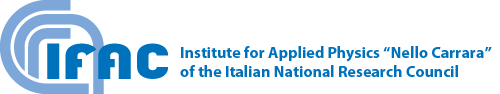 IFAC
Institute for Applied Physics “Nello Carrara”
of the Italian National Research Council